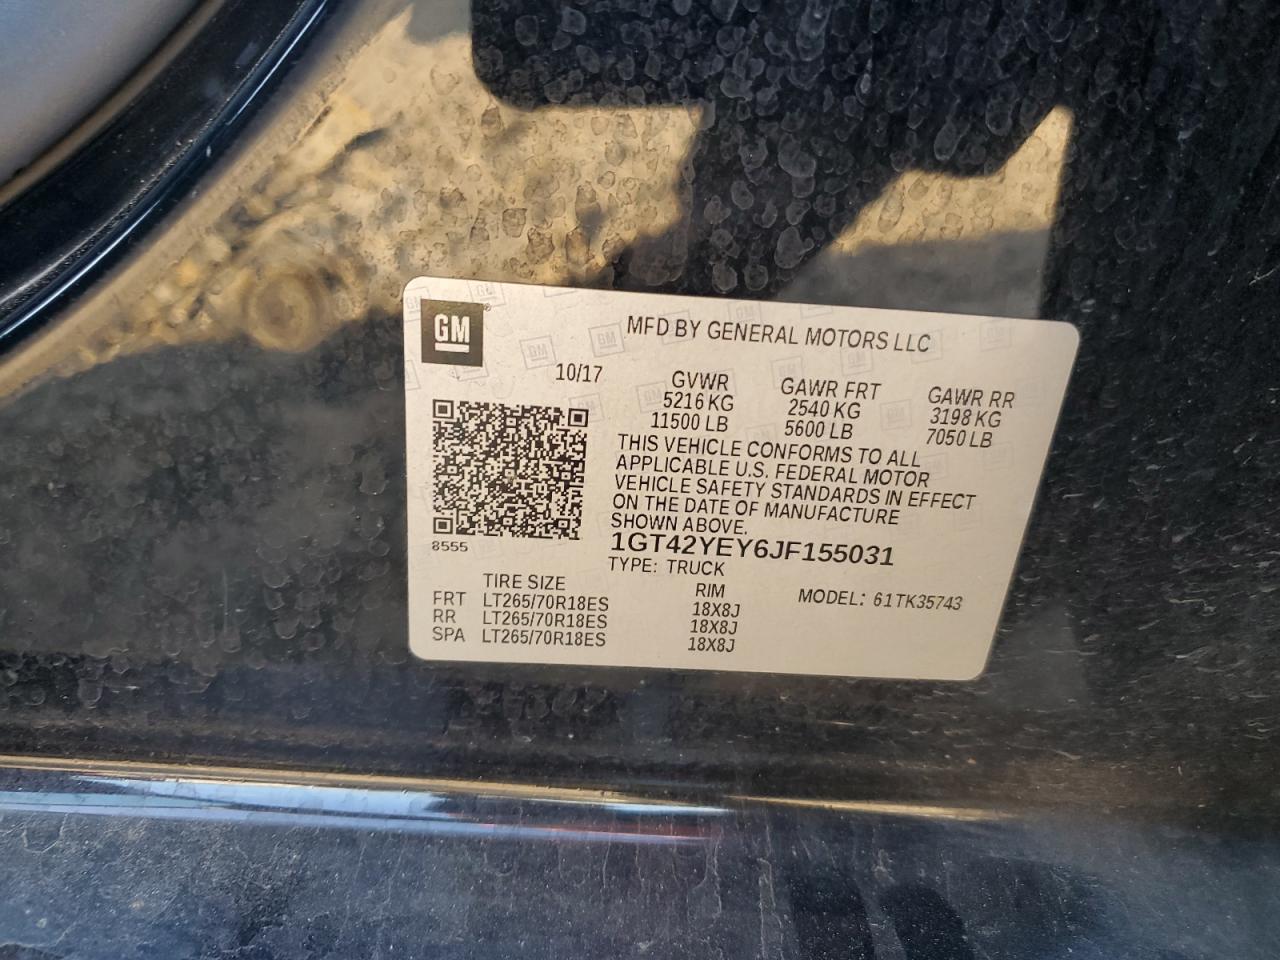 GM
MFD BY GENERAL MOTORS LLC
10/17
GVWR GAWR FRT GAWR RR
5216 KG 2540 KG 3198 KG
11500 LB 5600 LB 7050 LB
THIS VEHICLE CONFORMS TO ALL
APPLICABLE U.S. FEDERAL MOTOR
VEHICLE SAFETY STANDARDS IN EFFECT
ON THE DATE OF MANUFACTURE
SHOWN ABOVE.
8555
1GT42YEY6JF155031
TYPE: TRUCK
TIRE SIZE RIM MODEL: 61TK35743
FRT LT265/70R18ES 18X8J
RR LT265/70R18ES 18X8J
SPA LT265/70R18ES 18X8J